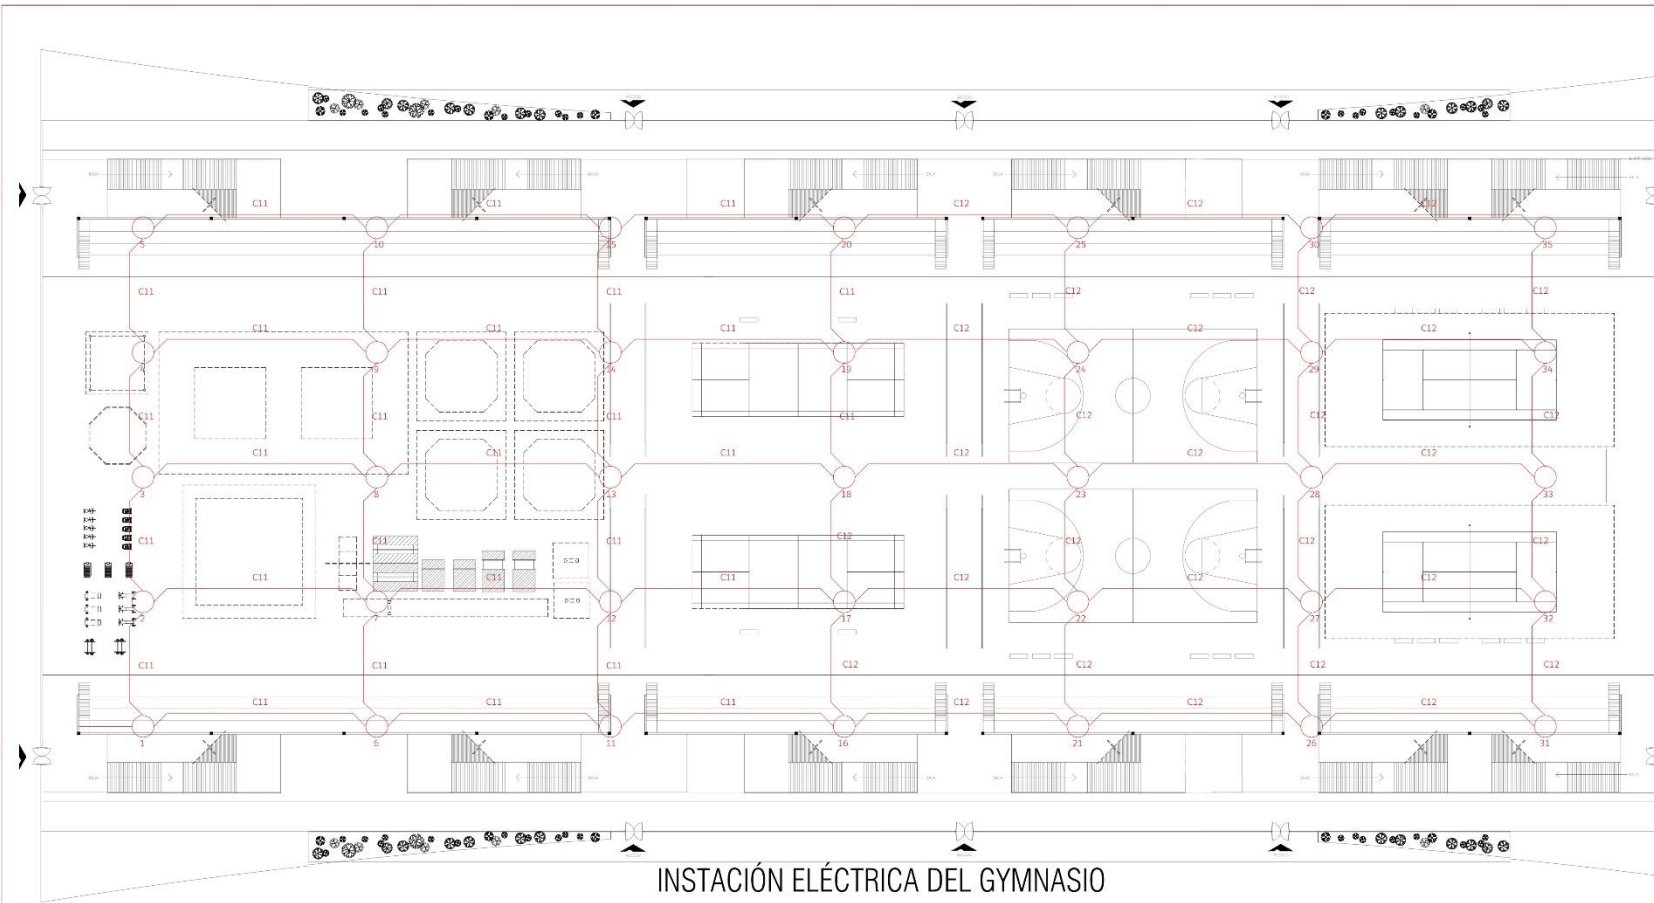 C11 C11 C11 C12 C12 C12
5 10 15 20 25 30 35
C11 C11 C11 C11 C12 C12 C12
C11 C11 C11 C12 C12 C12
4 9 14 19 24 29 34
C11 C11 C11 C11 C12 C12 C12
C11 C11 C11 C12 C12 C12
3 8 13 18 23 28 33
C11 C11 C11 C12 C12 C12 C12
C11 C11 C11 C12 C12 C12
2 7 12 17 22 27 32
C11 C11 C11 C12 C12 C12 C12
C11 C11 C11 C12 C12 C12
1 6 11 16 21 26 31
INSTACIÓN ELÉCTRICA DEL GYMNASIO